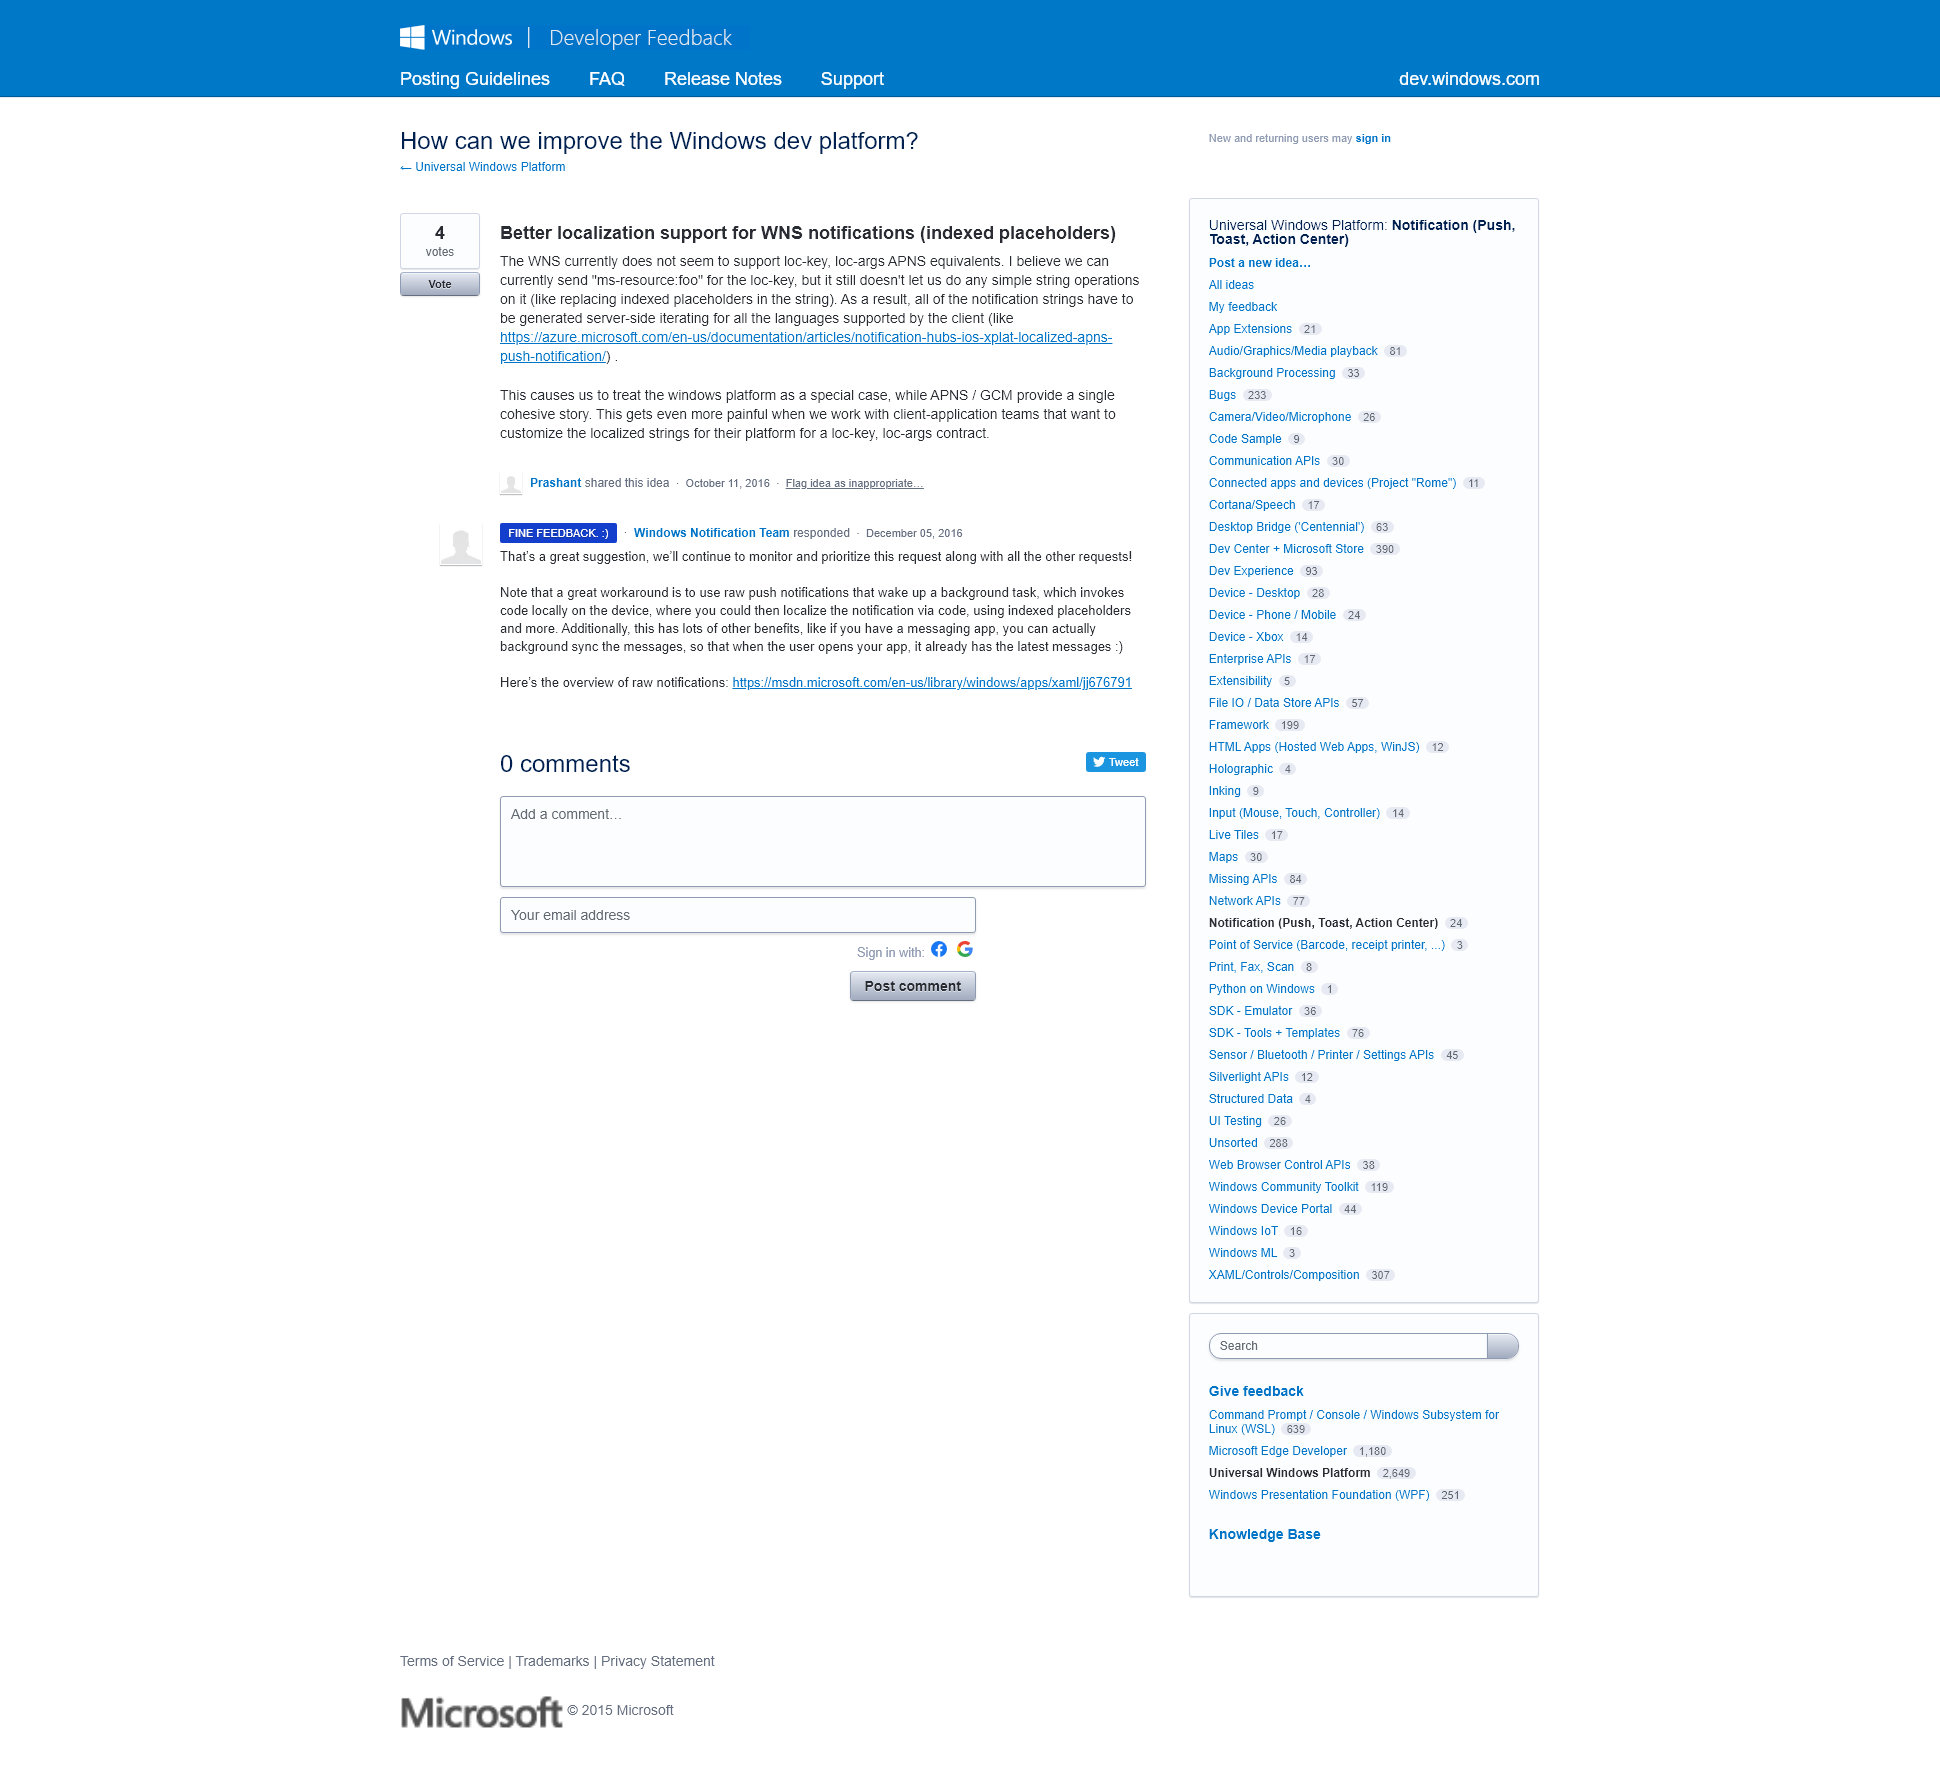 Windows | Developer Feedback
Posting Guidelines FAQ Release Notes Support dev.windows.com
How can we improve the Windows dev platform?
← Universal Windows Platform
New and returning users may sign in
4
votes
Vote
Better localization support for WNS notifications (indexed placeholders)
The WNS currently does not seem to support loc-key, loc-args APNS equivalents. I believe we can
currently send "ms-resource:foo" for the loc-key, but it still doesn't let us do any simple string operations
on it (like replacing indexed placeholders in the string). As a result, all of the notification strings have to
be generated server-side iterating for all the languages supported by the client (like
https://azure.microsoft.com/en-us/documentation/articles/notification-hubs-ios-xplat-localized-apns-
push-notification/) .
This causes us to treat the windows platform as a special case, while APNS / GCM provide a single
cohesive story. This gets even more painful when we work with client-application teams that want to
customize the localized strings for their platform for a loc-key, loc-args contract.
Prashant shared this idea · October 11, 2016 · Flag idea as inappropriate…
FINE FEEDBACK. :) · Windows Notification Team responded · December 05, 2016
That’s a great suggestion, we’ll continue to monitor and prioritize this request along with all the other requests!
Note that a great workaround is to use raw push notifications that wake up a background task, which invokes
code locally on the device, where you could then localize the notification via code, using indexed placeholders
and more. Additionally, this has lots of other benefits, like if you have a messaging app, you can actually
background sync the messages, so that when the user opens your app, it already has the latest messages :)
Here’s the overview of raw notifications: https://msdn.microsoft.com/en-us/library/windows/apps/xaml/jj676791
0 comments
Tweet
Add a comment…
Your email address
Sign in with:
Post comment
Universal Windows Platform: Notification (Push,
Toast, Action Center)
Post a new idea…
All ideas
My feedback
App Extensions 21
Audio/Graphics/Media playback 81
Background Processing 33
Bugs 233
Camera/Video/Microphone 26
Code Sample 9
Communication APIs 30
Connected apps and devices (Project "Rome") 11
Cortana/Speech 17
Desktop Bridge ('Centennial') 63
Dev Center + Microsoft Store 390
Dev Experience 93
Device - Desktop 28
Device - Phone / Mobile 24
Device - Xbox 14
Enterprise APIs 17
Extensibility 5
File IO / Data Store APIs 57
Framework 199
HTML Apps (Hosted Web Apps, WinJS) 12
Holographic 4
Inking 9
Input (Mouse, Touch, Controller) 14
Live Tiles 17
Maps 30
Missing APIs 84
Network APIs 77
Notification (Push, Toast, Action Center) 24
Point of Service (Barcode, receipt printer, ...) 3
Print, Fax, Scan 8
Python on Windows 1
SDK - Emulator 36
SDK - Tools + Templates 76
Sensor / Bluetooth / Printer / Settings APIs 45
Silverlight APIs 12
Structured Data 4
UI Testing 26
Unsorted 288
Web Browser Control APIs 38
Windows Community Toolkit 119
Windows Device Portal 44
Windows IoT 16
Windows ML 3
XAML/Controls/Composition 307
Search
Give feedback
Command Prompt / Console / Windows Subsystem for
Linux (WSL) 639
Microsoft Edge Developer 1,180
Universal Windows Platform 2,649
Windows Presentation Foundation (WPF) 251
Knowledge Base
Terms of Service | Trademarks | Privacy Statement
Microsoft © 2015 Microsoft